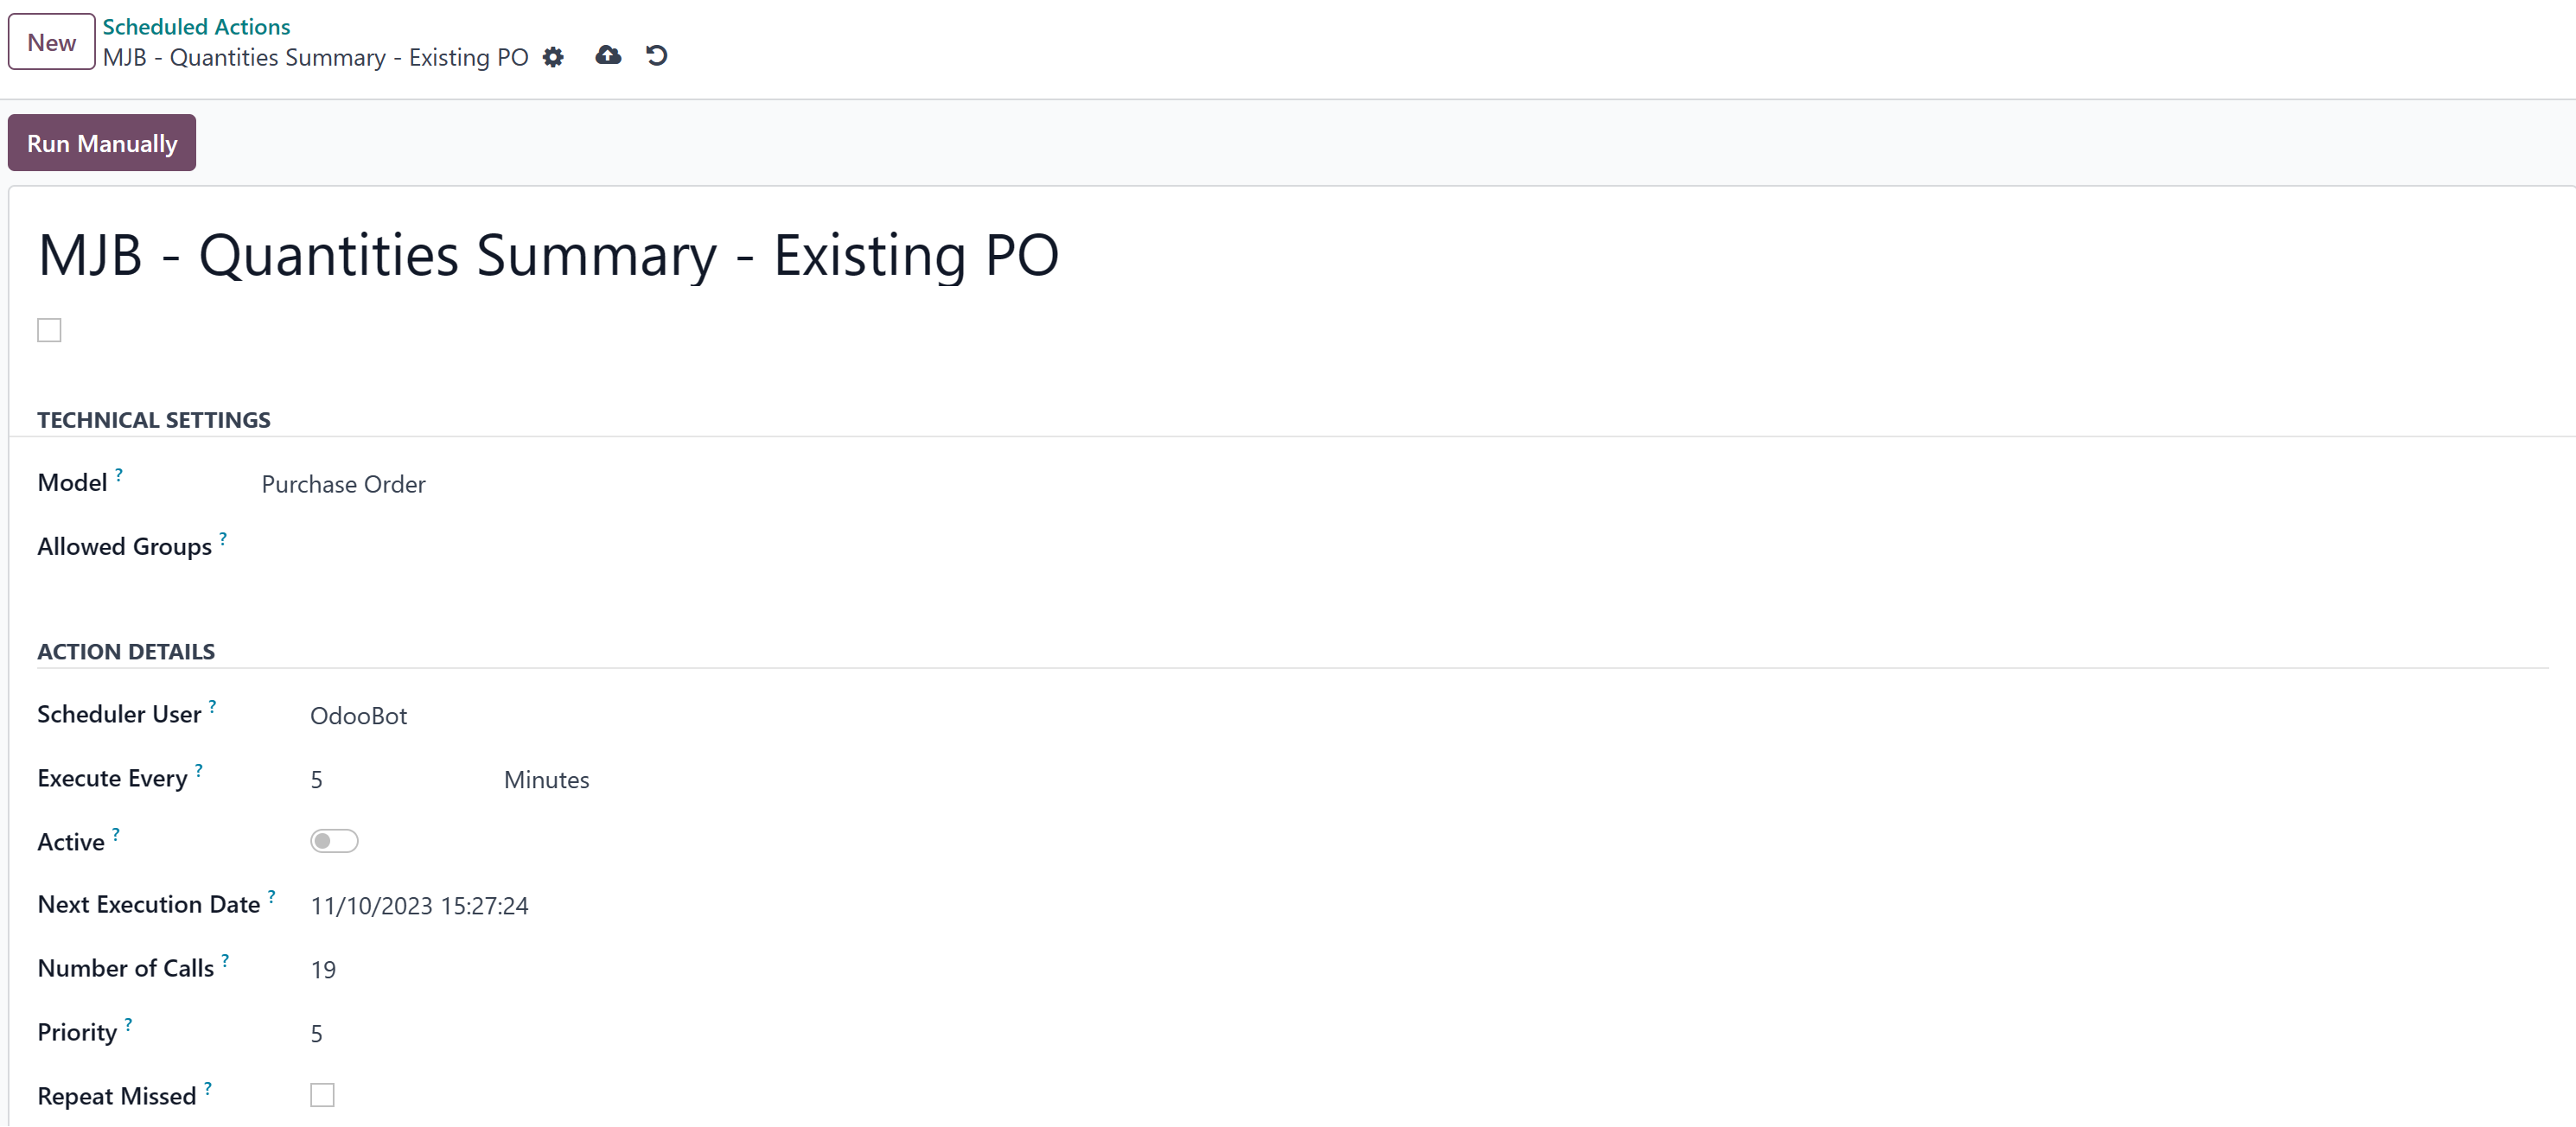 New
Scheduled Actions
MJB - Quantities Summary - Existing PO
Run Manually
MJB - Quantities Summary - Existing PO
TECHNICAL SETTINGS
Model ? Purchase Order
Allowed Groups ?
ACTION DETAILS
Scheduler User ? OdooBot
Execute Every ? 5 Minutes
Active ?
Next Execution Date ? 11/10/2023 15:27:24
Number of Calls ? 19
Priority ? 5
Repeat Missed ?